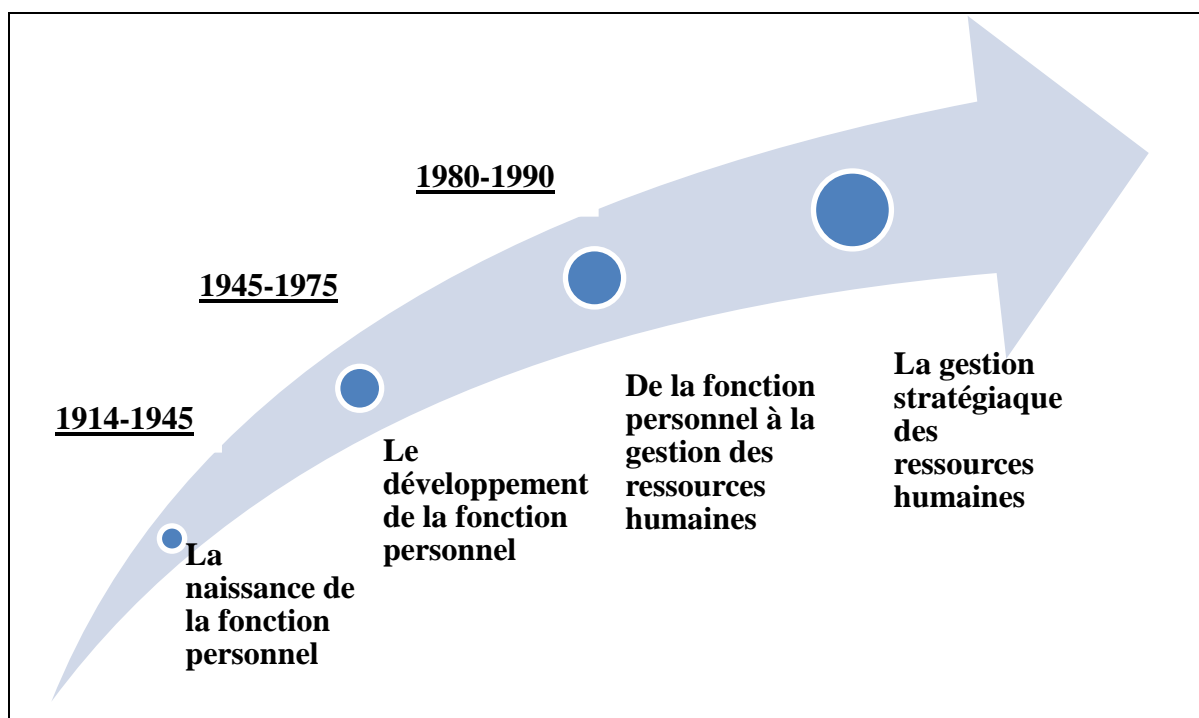 1914-1945
La
naissance de
la fonction
personnel
1945-1975
Le
développement
de la fonction
personnel
1980-1990
De la fonction
personnel à la
gestion des
ressources
humaines
La gestion
stratégiaque
des
ressources
humaines